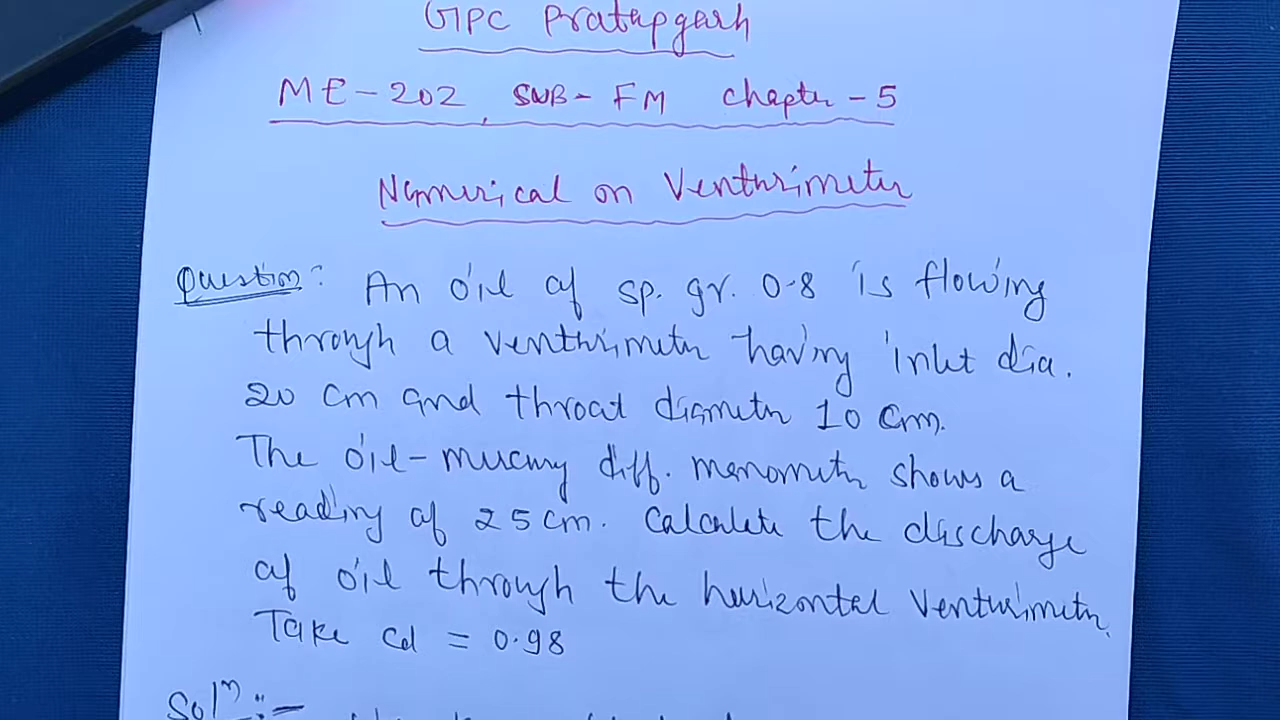 GPC Pratapgarh
ME-202, SUB- FM Chapter-5
Numerical on Venturimeter
Question: An oil of sp. gr. 0.8 is flowing
through a venturimeter having inlet dia.
20 cm and throat diameter 10 cm.
The oil-mercury diff. manometer shows a
reading of 25 cm. Calculate the discharge
of oil through the horizontal venturimeter.
Take Cd = 0.98
Solⁿ :-